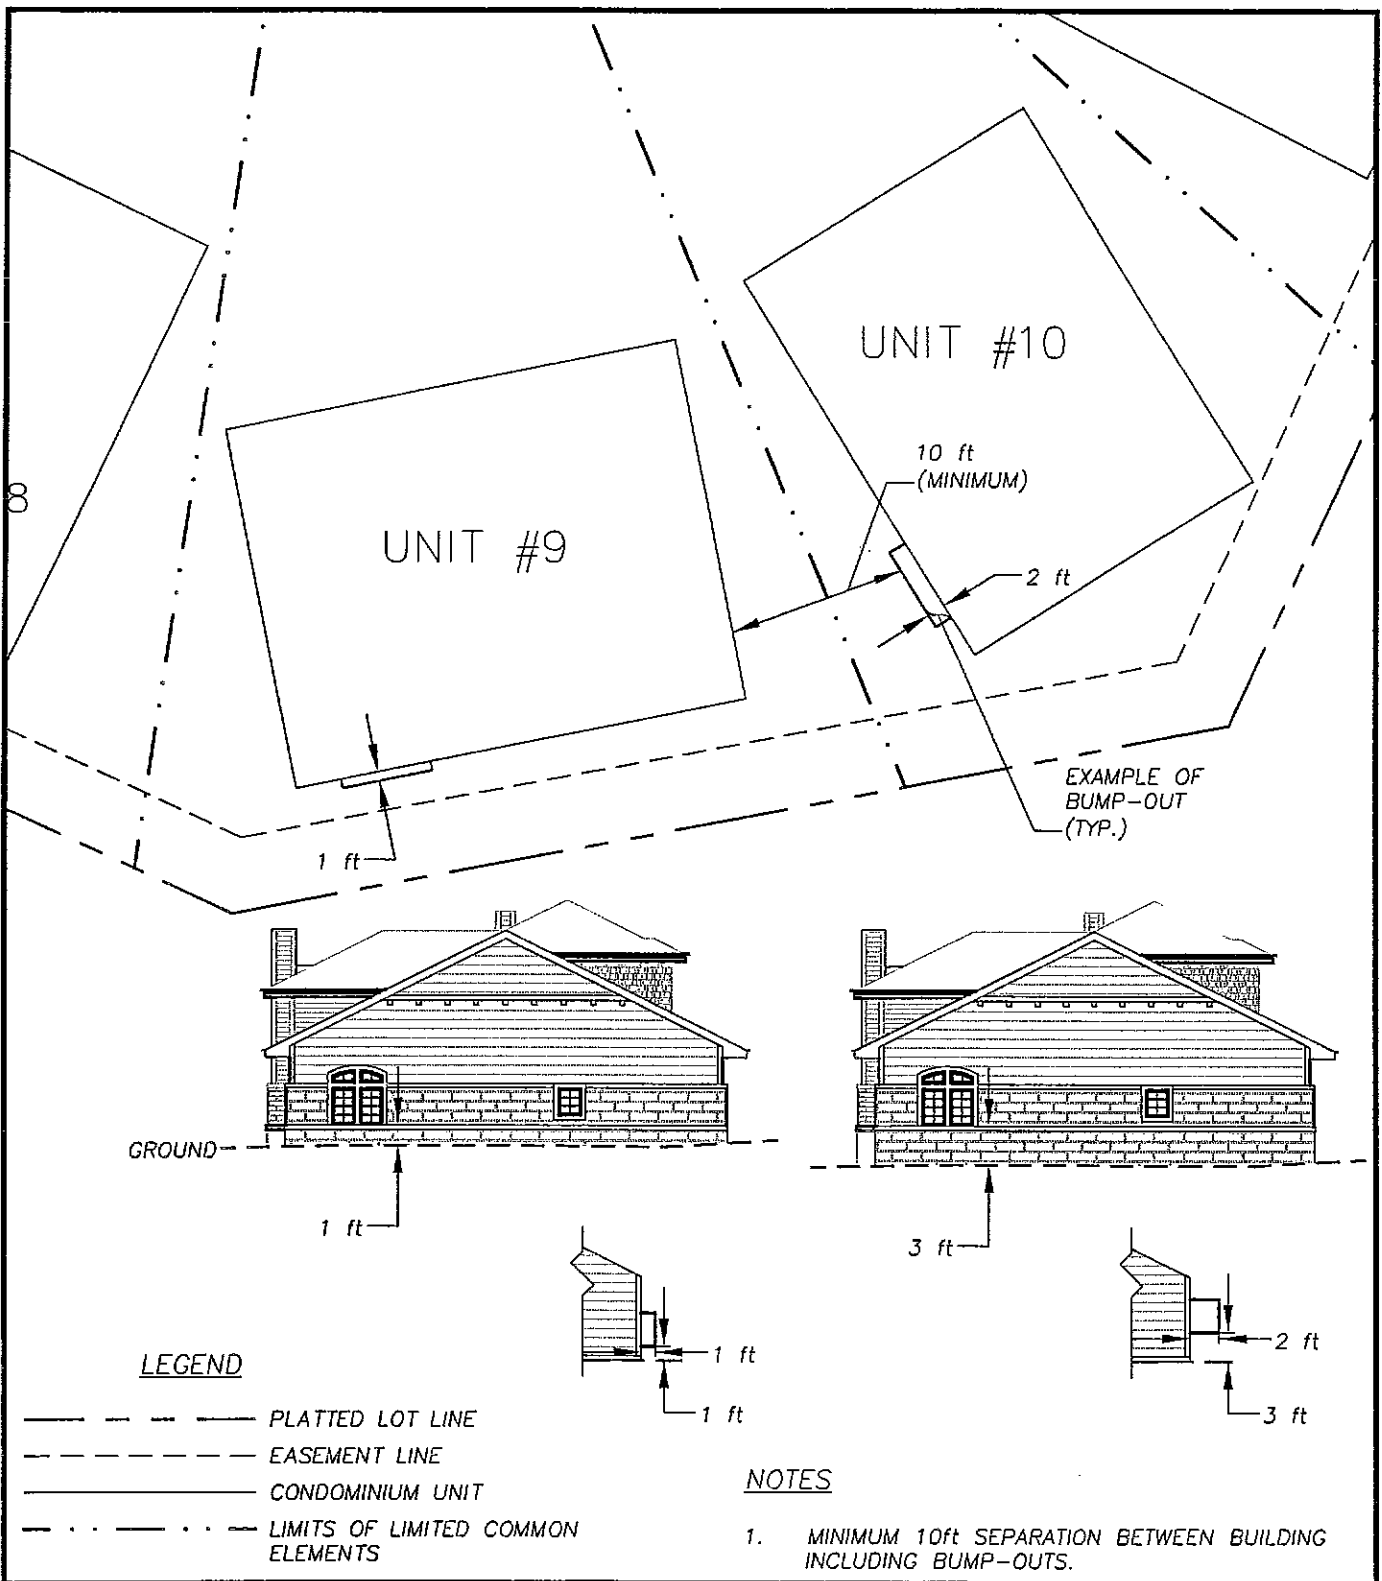 UNIT #10
10 ft
(MINIMUM)
8
UNIT #9
2 ft
EXAMPLE OF
BUMP-OUT
(TYP.)
1 ft
GROUND
1 ft
3 ft
1 ft
1 ft
2 ft
3 ft
LEGEND
PLATTED LOT LINE
EASEMENT LINE
CONDOMINIUM UNIT
LIMITS OF LIMITED COMMON
ELEMENTS
NOTES
1. MINIMUM 10ft SEPARATION BETWEEN BUILDING
INCLUDING BUMP-OUTS.